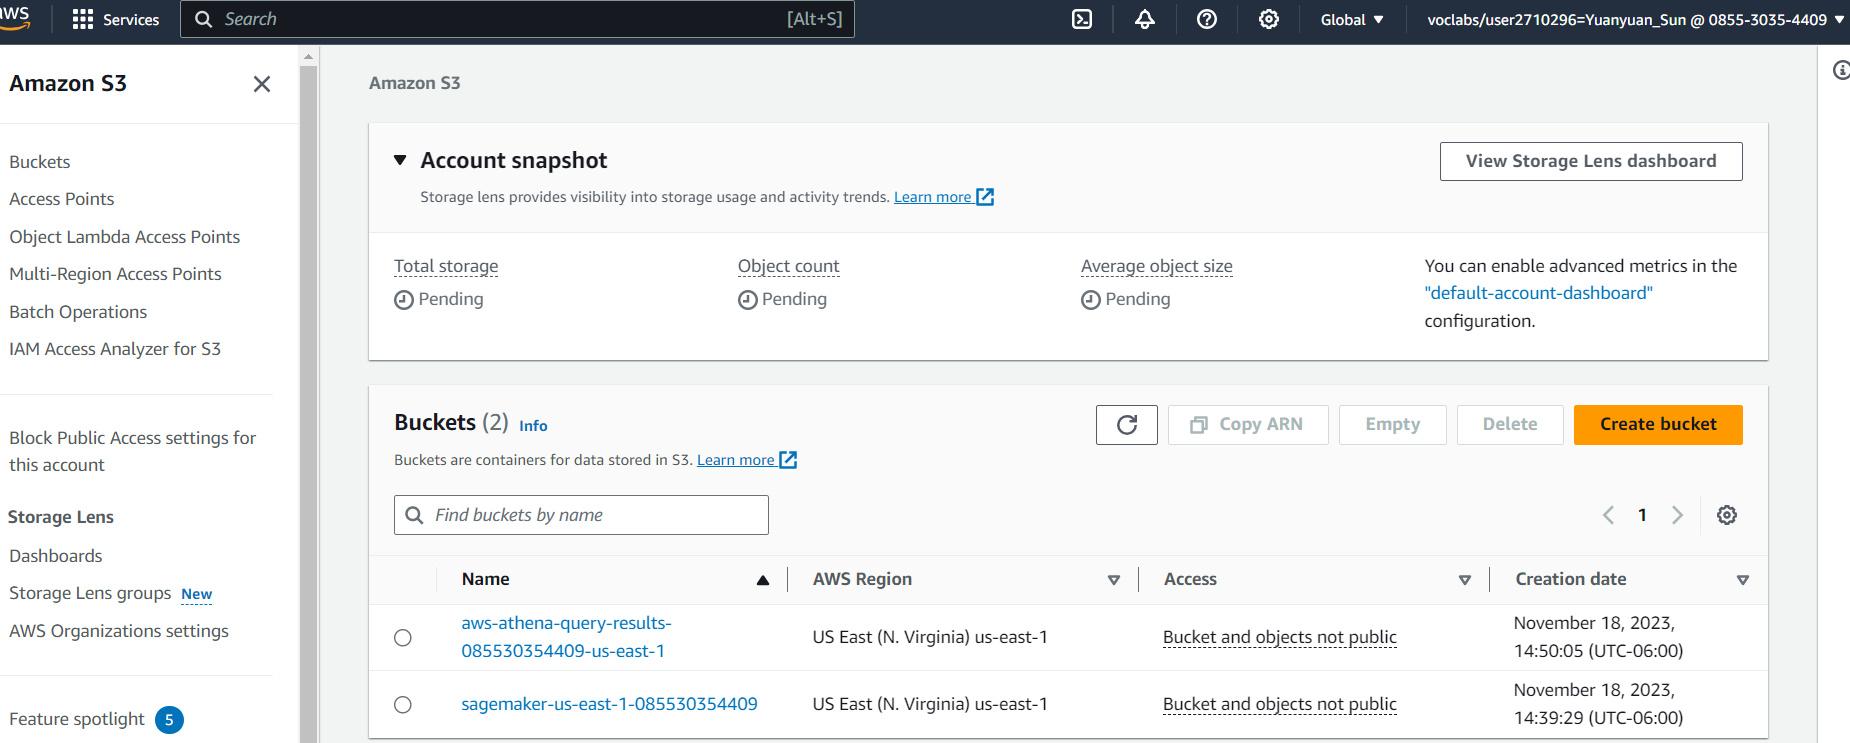 aws
Services
Search
[Alt+S]
Global
voclabs/user2710296=Yuanyuan_Sun @ 0855-3035-4409
Amazon S3
Buckets
Access Points
Object Lambda Access Points
Multi-Region Access Points
Batch Operations
IAM Access Analyzer for S3
Block Public Access settings for
this account
Storage Lens
Dashboards
Storage Lens groups New
AWS Organizations settings
Feature spotlight 5
Amazon S3
Account snapshot
View Storage Lens dashboard
Storage lens provides visibility into storage usage and activity trends. Learn more
Total storage
Pending
Object count
Pending
Average object size
Pending
You can enable advanced metrics in the
"default-account-dashboard"
configuration.
Buckets (2) Info
Copy ARN
Empty
Delete
Create bucket
Buckets are containers for data stored in S3. Learn more
Find buckets by name
1
Name
AWS Region
Access
Creation date
aws-athena-query-results-
085530354409-us-east-1
US East (N. Virginia) us-east-1
Bucket and objects not public
November 18, 2023,
14:50:05 (UTC-06:00)
sagemaker-us-east-1-085530354409
US East (N. Virginia) us-east-1
Bucket and objects not public
November 18, 2023,
14:39:29 (UTC-06:00)